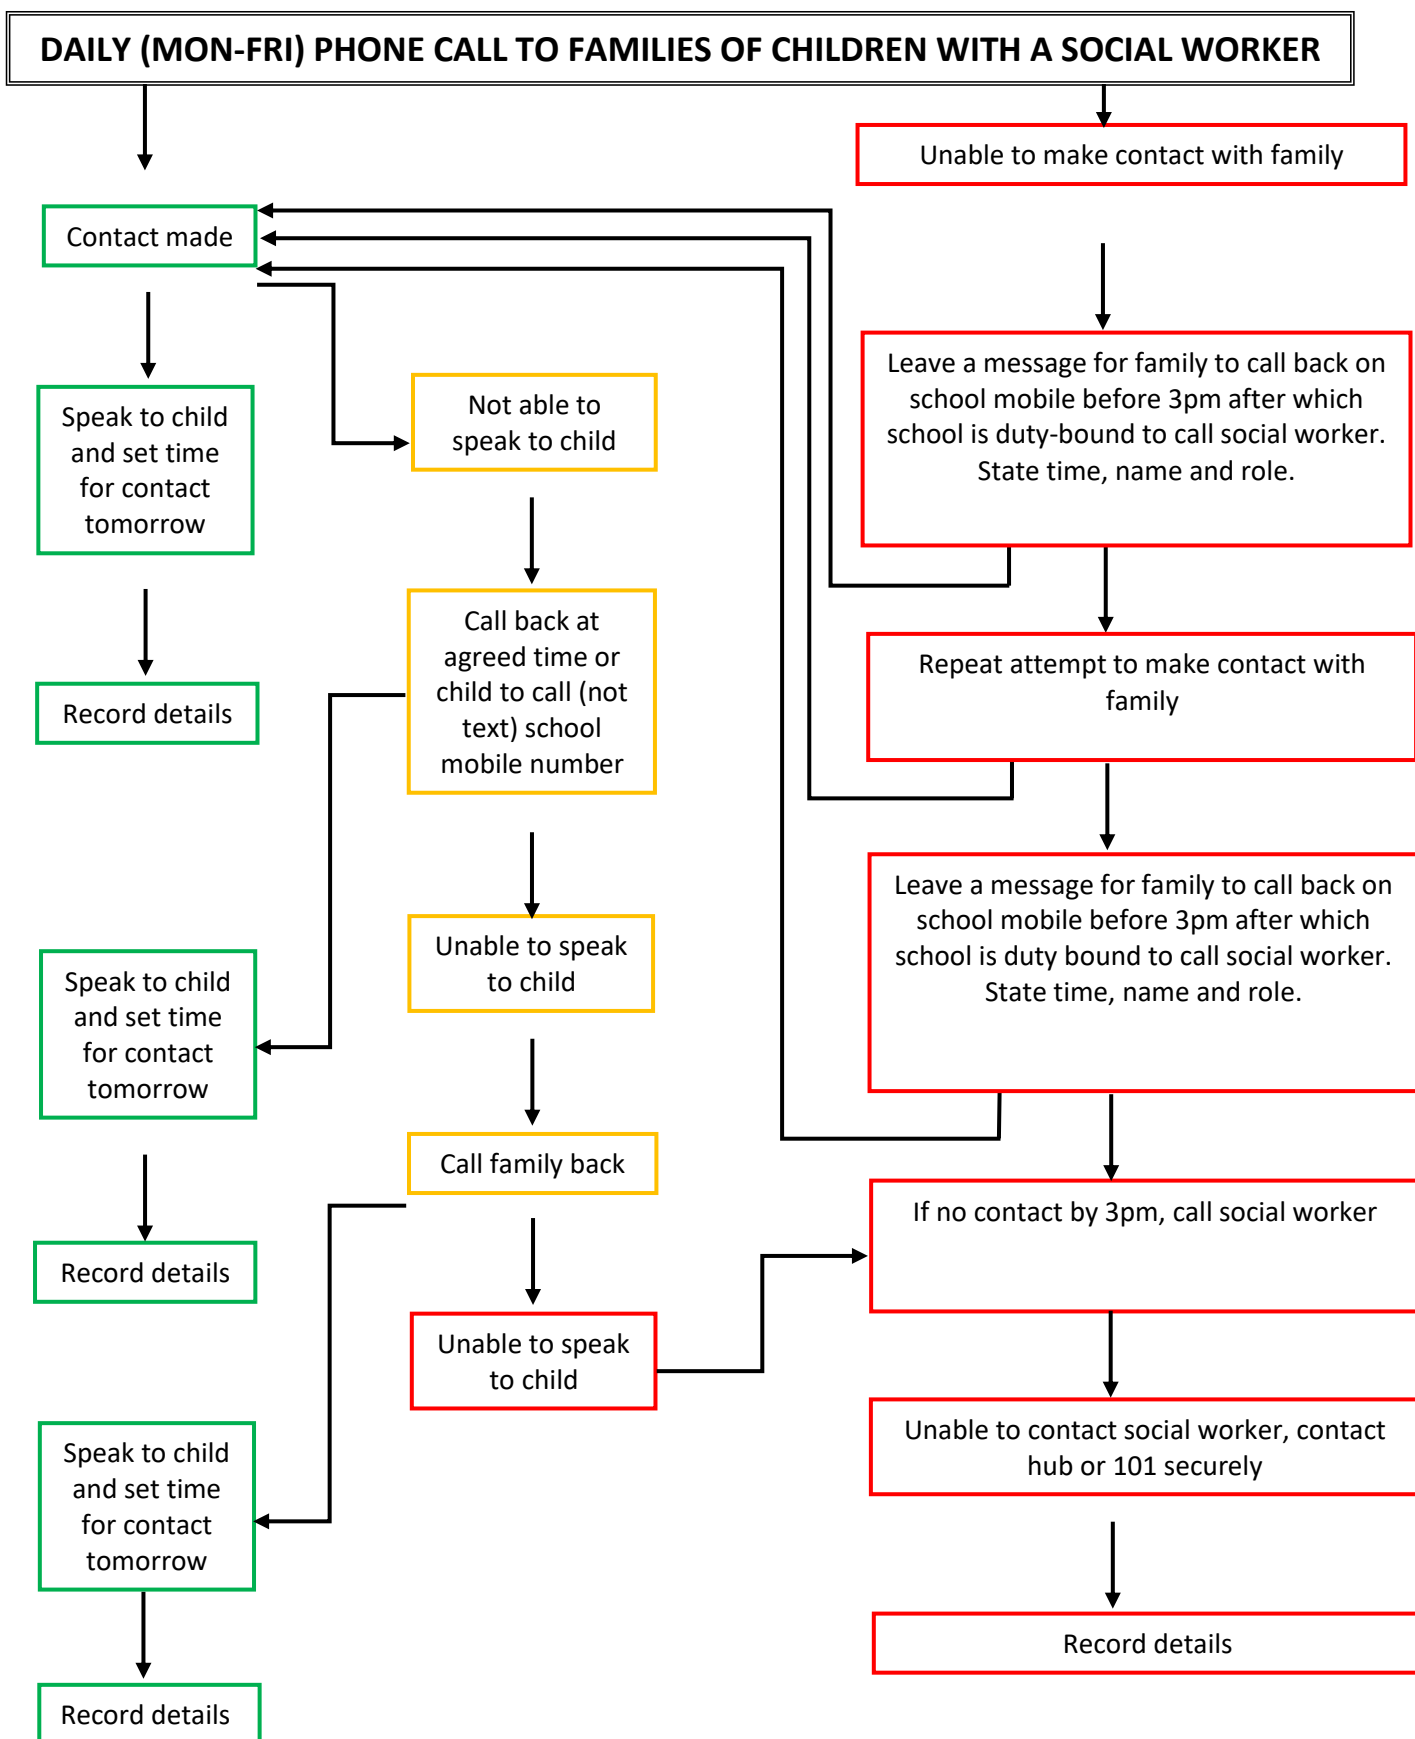 DAILY (MON-FRI) PHONE CALL TO FAMILIES OF CHILDREN WITH A SOCIAL WORKER
Unable to make contact with family
Contact made
Leave a message for family to call back on
school mobile before 3pm after which
school is duty-bound to call social worker.
State time, name and role.
Speak to child
and set time
for contact
tomorrow
Not able to
speak to child
Call back at
agreed time or
child to call (not
text) school
mobile number
Repeat attempt to make contact with
family
Record details
Leave a message for family to call back on
school mobile before 3pm after which
school is duty bound to call social worker.
State time, name and role.
Unable to speak
to child
Speak to child
and set time
for contact
tomorrow
Call family back
If no contact by 3pm, call social worker
Record details
Unable to speak
to child
Unable to contact social worker, contact
hub or 101 securely
Speak to child
and set time
for contact
tomorrow
Record details
Record details